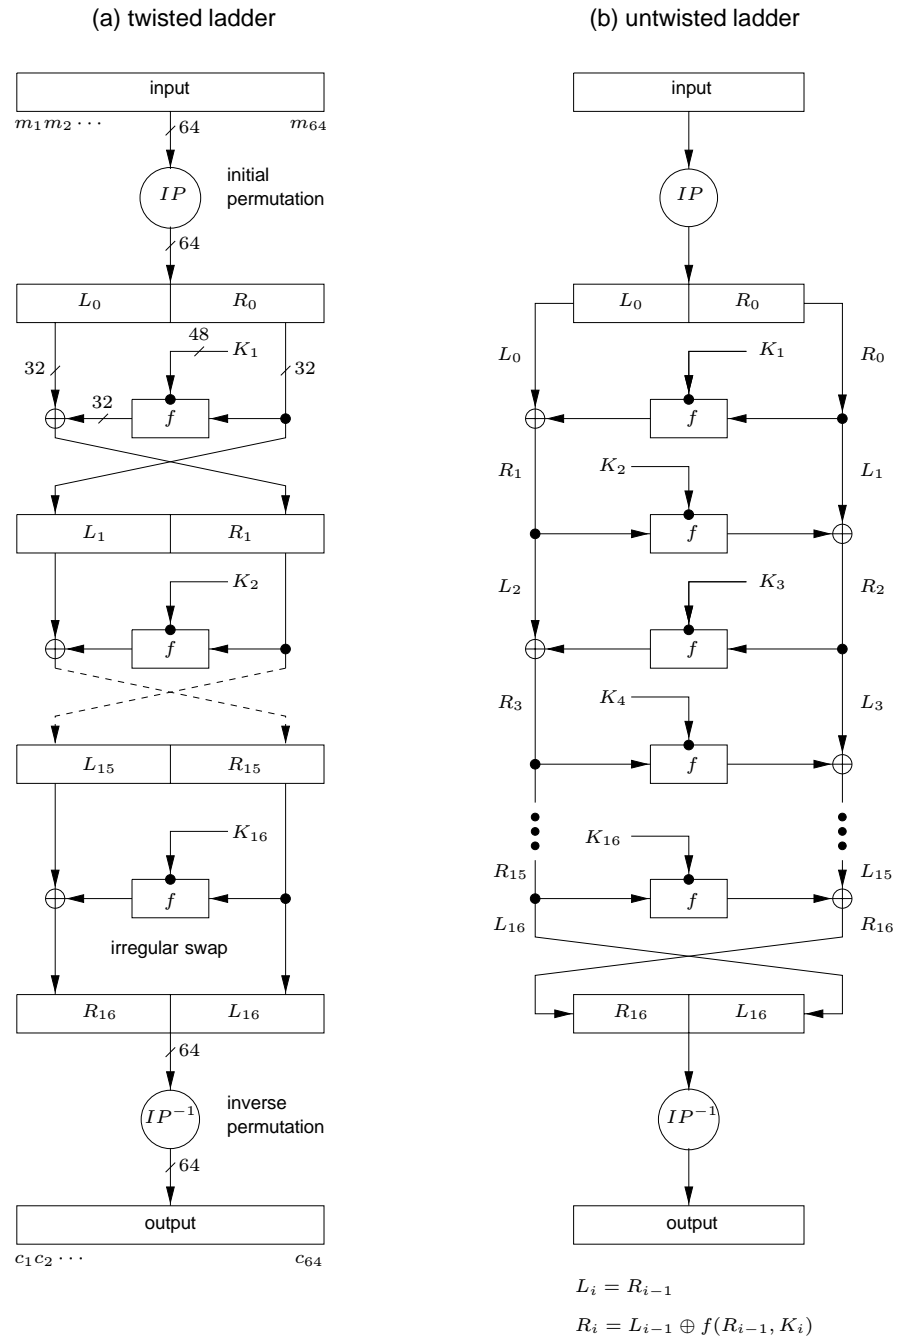 (a) twisted ladder
input
m₁m₂ ⋯ m₆₄
64
IP
initial
permutation
64
L₀ R₀
48 K₁
32 32
32
f
L₁ R₁
K₂
f
L₁₅ R₁₅
K₁₆
f
irregular swap
R₁₆ L₁₆
64
IP⁻¹
inverse
permutation
64
output
c₁c₂ ⋯ c₆₄
(b) untwisted ladder
input
IP
L₀ R₀
L₀ K₁ R₀
f
R₁ K₂ L₁
f
L₂ K₃ R₂
f
R₃ K₄ L₃
f
K₁₆
R₁₅ L₁₅
f
L₁₆ R₁₆
R₁₆ L₁₆
IP⁻¹
output
Lᵢ = Rᵢ₋₁
Rᵢ = Lᵢ₋₁ ⊕ f(Rᵢ₋₁, Kᵢ)